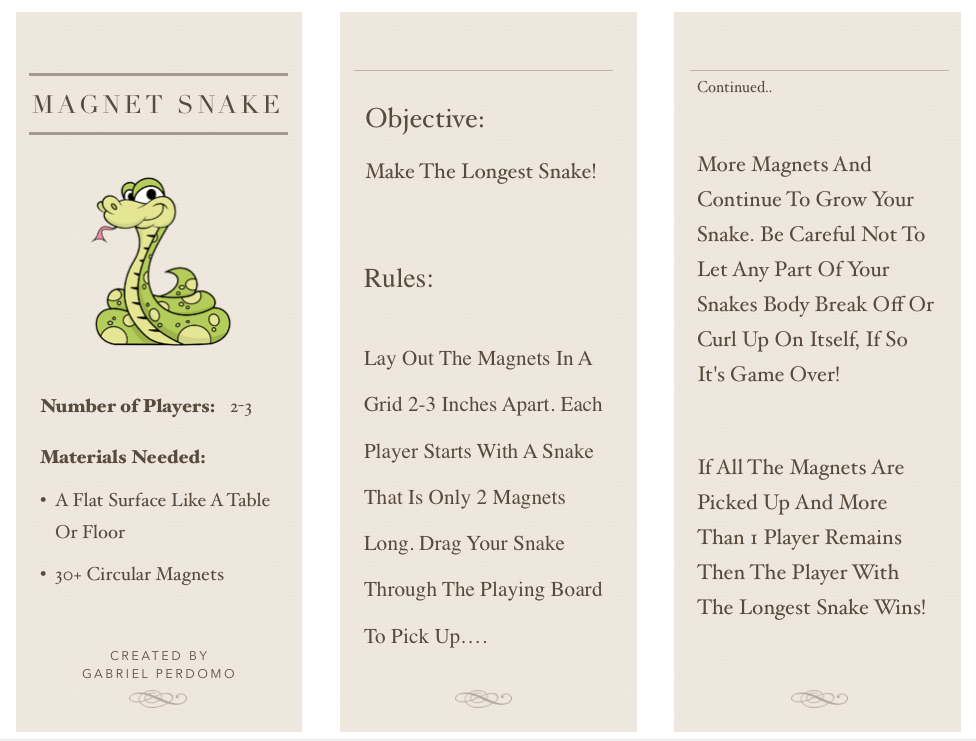 MAGNET SNAKE
Number of Players: 2-3
Materials Needed:
• A Flat Surface Like A Table
Or Floor
• 30+ Circular Magnets
CREATED BY
GABRIEL PERDOMO
Objective:
Make The Longest Snake!
Rules:
Lay Out The Magnets In A
Grid 2-3 Inches Apart. Each
Player Starts With A Snake
That Is Only 2 Magnets
Long. Drag Your Snake
Through The Playing Board
To Pick Up....
Continued..
More Magnets And
Continue To Grow Your
Snake. Be Careful Not To
Let Any Part Of Your
Snakes Body Break Off Or
Curl Up On Itself, If So
It's Game Over!
If All The Magnets Are
Picked Up And More
Than 1 Player Remains
Then The Player With
The Longest Snake Wins!